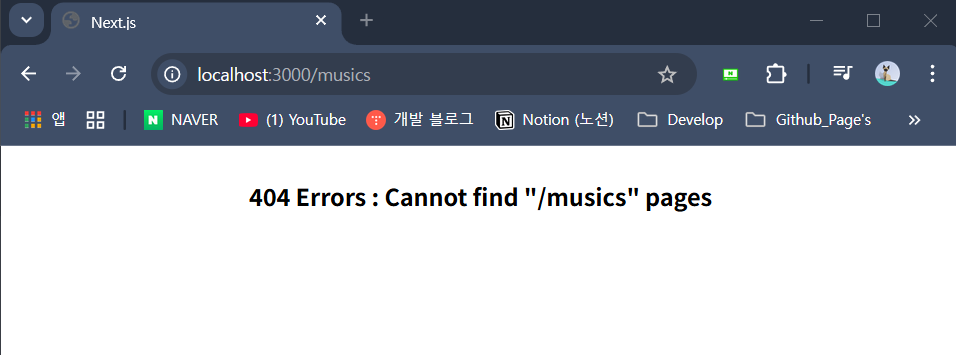 Next.js
localhost:3000/musics
앱 NAVER (1) YouTube 개발 블로그 Notion (노션) Develop Github_Page's
404 Errors : Cannot find "/musics" pages